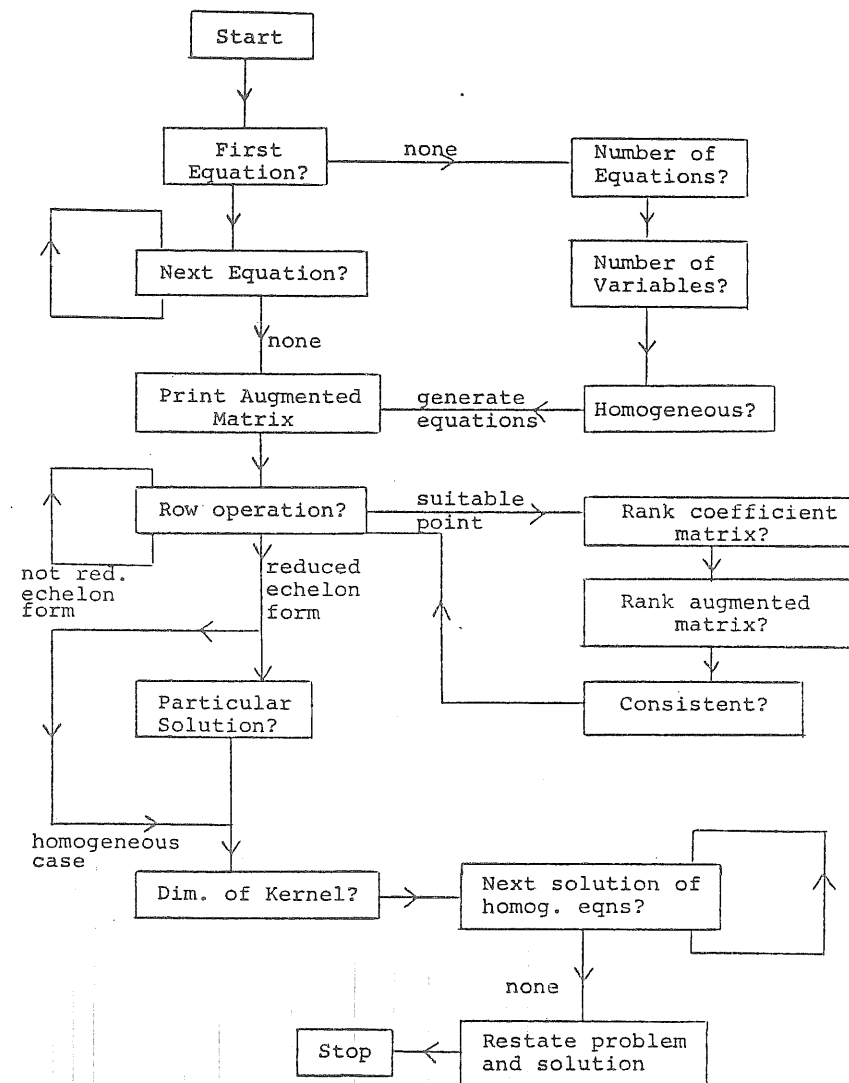 Start
First
Equation?
none
Number of
Equations?
Next Equation?
Number of
Variables?
none
Print Augmented
Matrix
generate
equations
Homogeneous?
Row operation?
suitable
point
Rank coefficient
matrix?
not red.
echelon
form
reduced
echelon
form
Rank augmented
matrix?
Particular
Solution?
Consistent?
homogeneous
case
Dim. of Kernel?
Next solution of
homog. eqns?
none
Stop
Restate problem
and solution